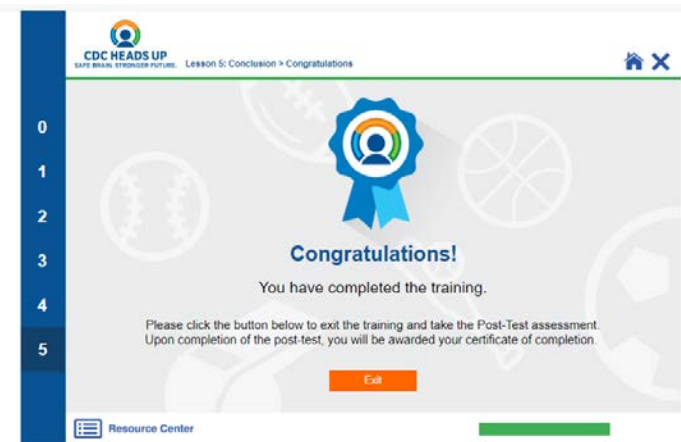 CDC HEADS UP
SAFE BRAIN. STRONGER FUTURE.
Lesson 5: Conclusion > Congratulations
0
1
2
3
4
5
Congratulations!
You have completed the training.
Please click the button below to exit the training and take the Post-Test assessment.
Upon completion of the post-test, you will be awarded your certificate of completion.
Exit
Resource Center